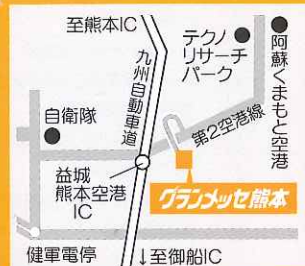 至熊本IC
九州自動車道
テクノ
リサーチ
パーク
阿蘇くまもと空港
自衛隊
第2空港線
益城
熊本空港
IC
グランメッセ熊本
健軍電停
↓至御船IC